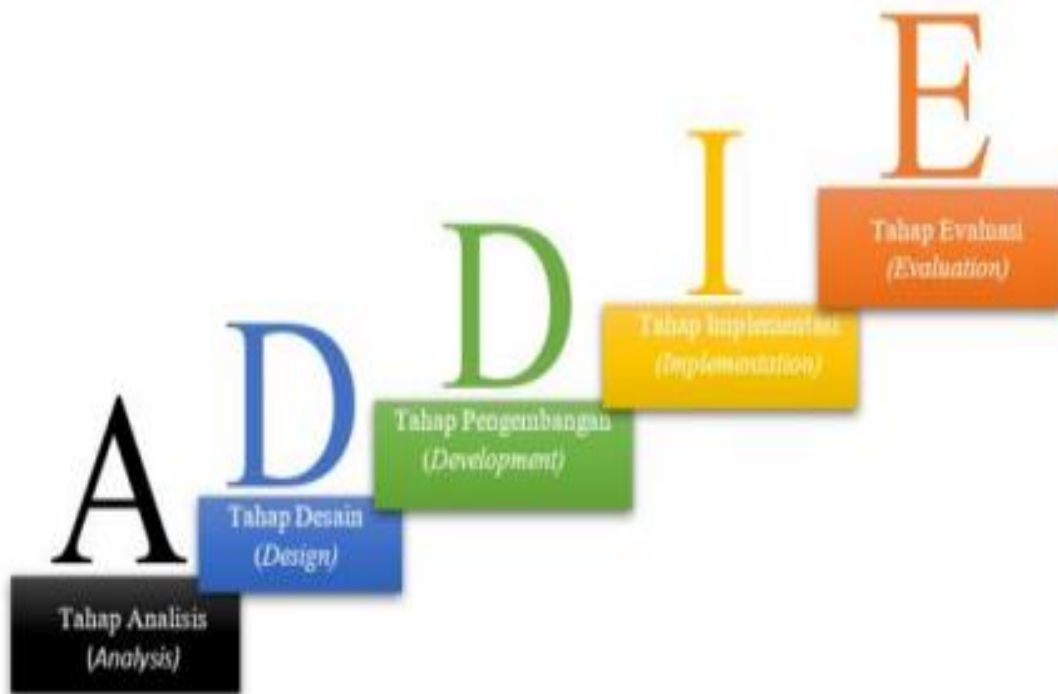 A
Tahap Analisis
(Analysis)
D
Tahap Desain
(Design)
D
Tahap Pengembangan
(Development)
I
Tahap Implementasi
(Implementation)
E
Tahap Evaluasi
(Evaluation)